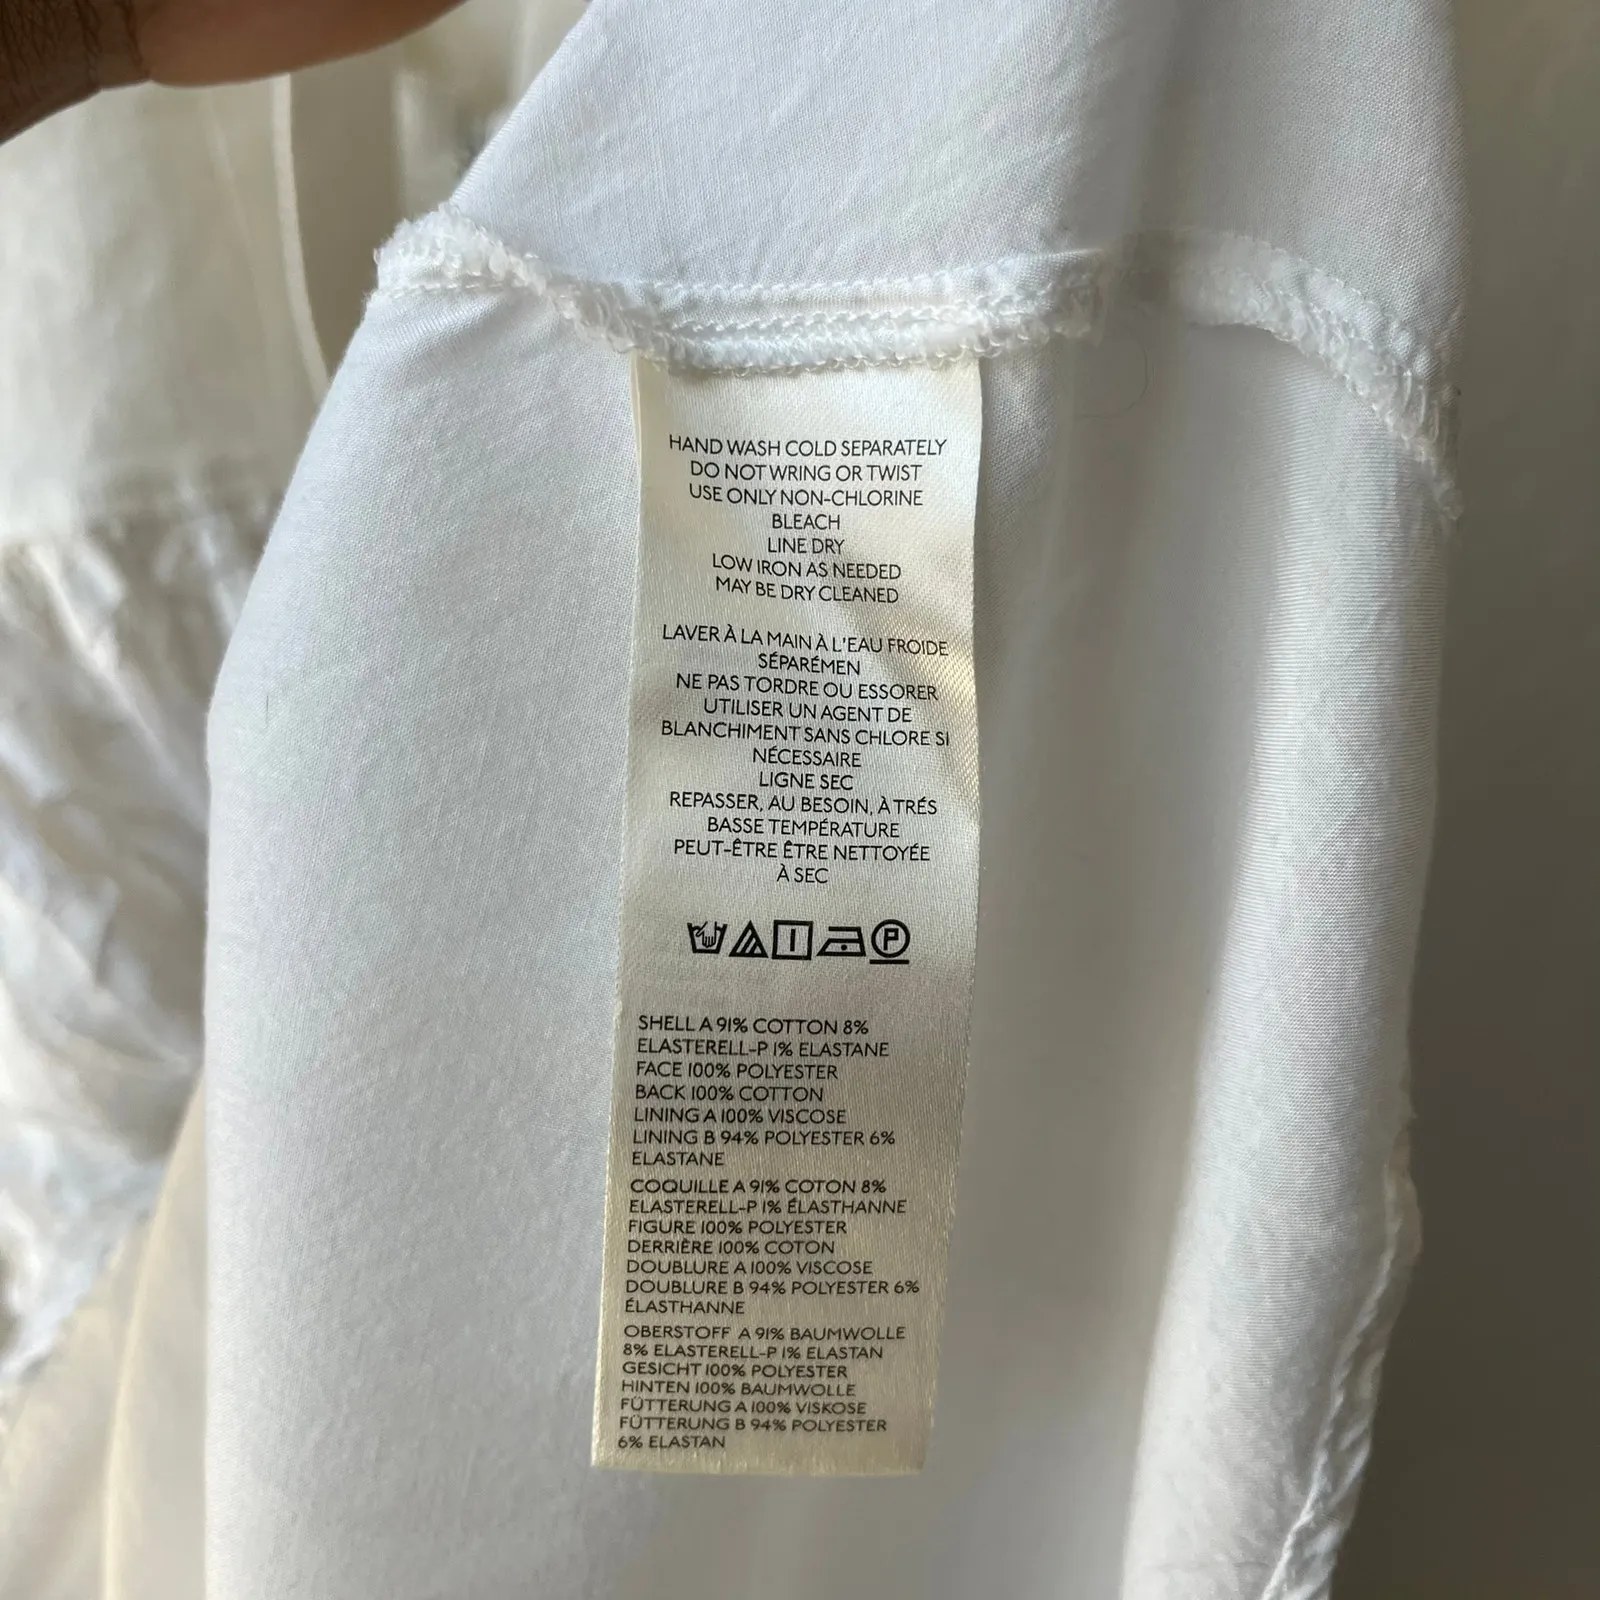 HAND WASH COLD SEPARATELY
DO NOT WRING OR TWIST
USE ONLY NON-CHLORINE
BLEACH
LINE DRY
LOW IRON AS NEEDED
MAY BE DRY CLEANED
LAVER À LA MAIN À L'EAU FROIDE
SÉPARÉMEN
NE PAS TORDRE OU ESSORER
UTILISER UN AGENT DE
BLANCHIMENT SANS CHLORE SI
NÉCESSAIRE
LIGNE SEC
REPASSER, AU BESOIN, À TRÉS
BASSE TEMPÉRATURE
PEUT-ÊTRE ÊTRE NETTOYÉE
À SEC
P
SHELL A 91% COTTON 8%
ELASTERELL-P 1% ELASTANE
FACE 100% POLYESTER
BACK 100% COTTON
LINING A 100% VISCOSE
LINING B 94% POLYESTER 6%
ELASTANE
COQUILLE A 91% COTON 8%
ELASTERELL-P 1% ÉLASTHANNE
FIGURE 100% POLYESTER
DERRIÈRE 100% COTON
DOUBLURE A 100% VISCOSE
DOUBLURE B 94% POLYESTER 6%
ÉLASTHANNE
OBERSTOFF A 91% BAUMWOLLE
8% ELASTERELL-P 1% ELASTAN
GESICHT 100% POLYESTER
HINTEN 100% BAUMWOLLE
FÜTTERUNG A 100% VISKOSE
FÜTTERUNG B 94% POLYESTER
6% ELASTAN